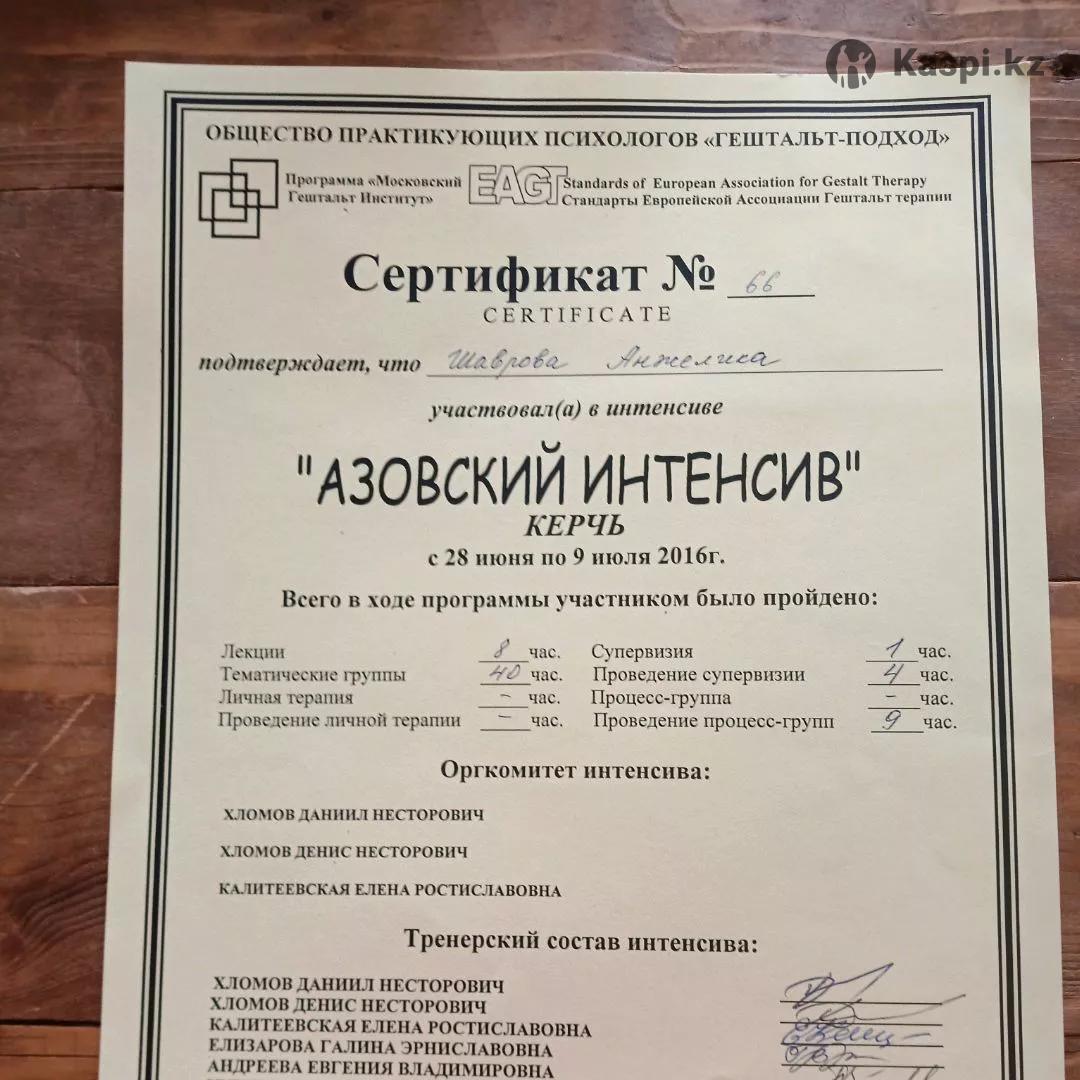 Kaspi.kz
ОБЩЕСТВО ПРАКТИКУЮЩИХ ПСИХОЛОГОВ «ГЕШТАЛЬТ-ПОДХОД»
Программа «Московский Гештальт Институт»
EAGT
Standards of European Association for Gestalt Therapy
Стандарты Европейской Ассоциации Гештальт терапии
Сертификат № 66
CERTIFICATE
подтверждает, что Шаврова Анжелика
участвовал(а) в интенсиве
"АЗОВСКИЙ ИНТЕНСИВ"
КЕРЧЬ
с 28 июня по 9 июля 2016г.
Всего в ходе программы участником было пройдено:
Лекции 8 час. Супервизия 1 час.
Тематические группы 40 час. Проведение супервизии 4 час.
Личная терапия - час. Процесс-группа - час.
Проведение личной терапии - час. Проведение процесс-групп 9 час.
Оргкомитет интенсива:
ХЛОМОВ ДАНИИЛ НЕСТОРОВИЧ
ХЛОМОВ ДЕНИС НЕСТОРОВИЧ
КАЛИТЕЕВСКАЯ ЕЛЕНА РОСТИСЛАВОВНА
Тренерский состав интенсива:
ХЛОМОВ ДАНИИЛ НЕСТОРОВИЧ
ХЛОМОВ ДЕНИС НЕСТОРОВИЧ
КАЛИТЕЕВСКАЯ ЕЛЕНА РОСТИСЛАВОВНА
ЕЛИЗАРОВА ГАЛИНА ЭРНИСЛАВОВНА
АНДРЕЕВА ЕВГЕНИЯ ВЛАДИМИРОВНА